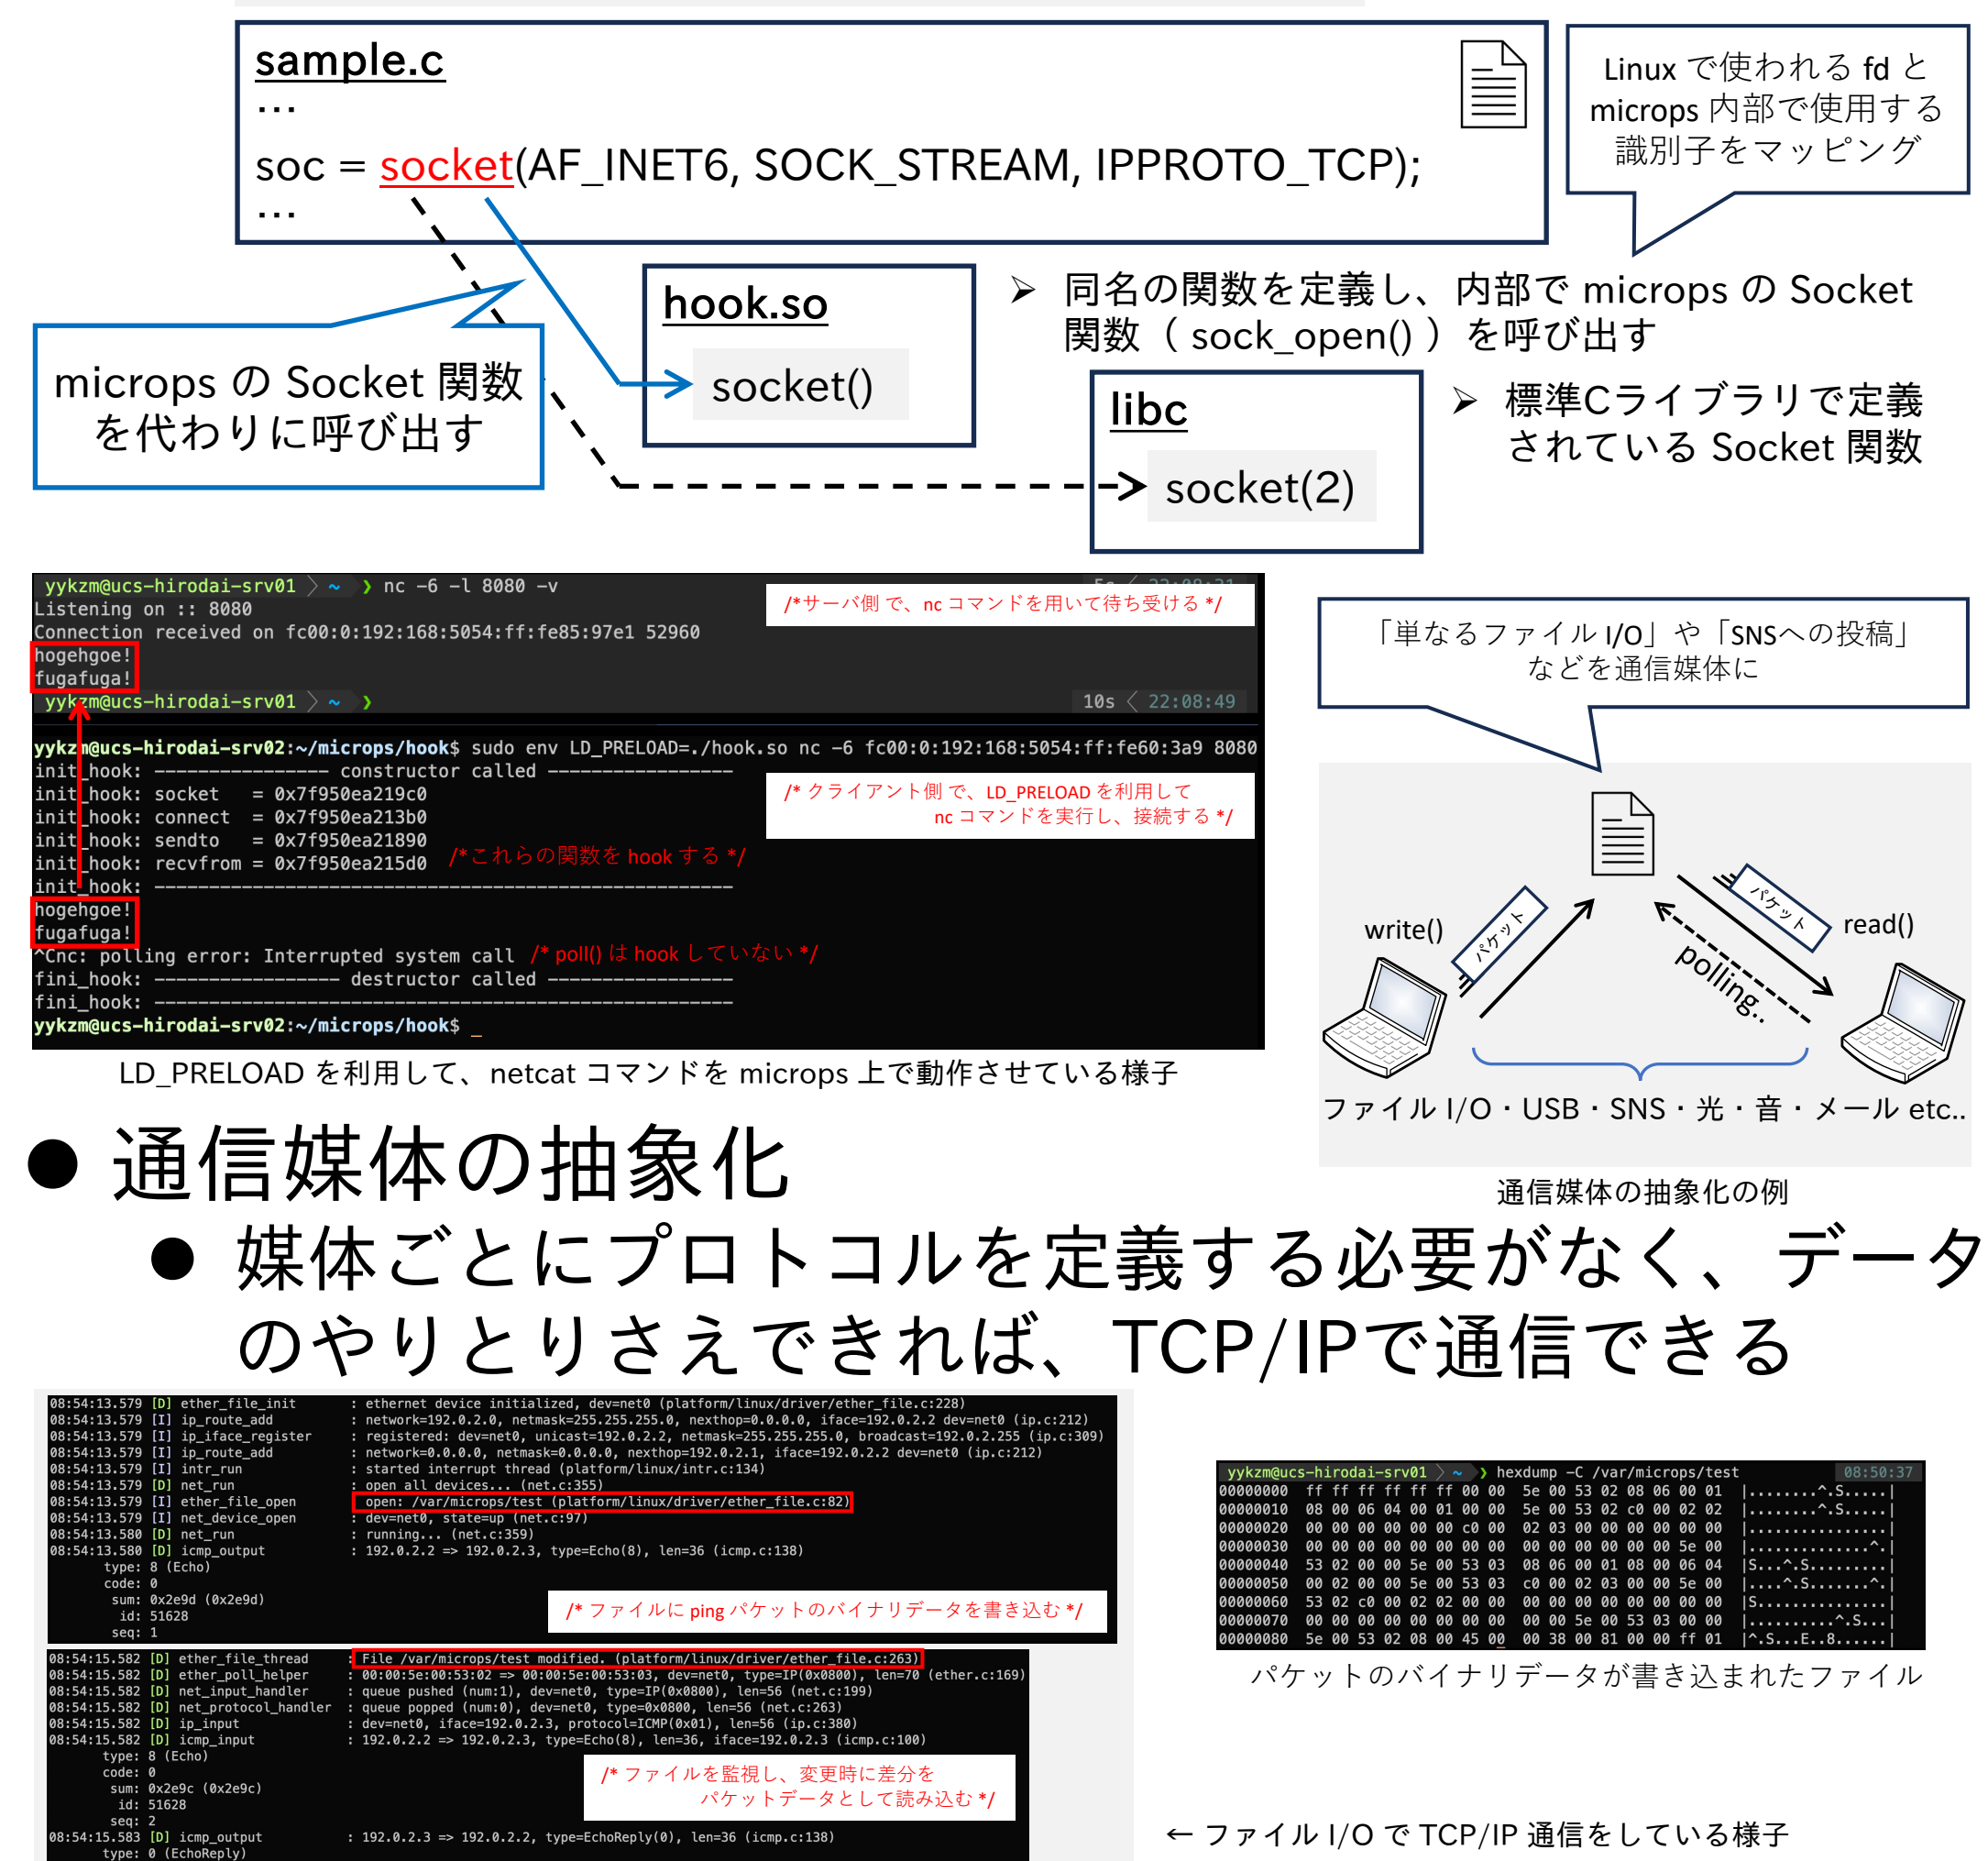 sample.c
…
soc = socket(AF_INET6, SOCK_STREAM, IPPROTO_TCP);
…
Linux で使われる fd と
microps 内部で使用する
識別子をマッピング
microps の Socket 関数
を代わりに呼び出す
hook.so
socket()
➢ 同名の関数を定義し、内部で microps の Socket
関数（ sock_open() ）を呼び出す
libc
socket(2)
➢ 標準Cライブラリで定義
されている Socket 関数
yykzm@ucs-hirodai-srv01 ~ ❯ nc -6 -l 8080 -v
/*サーバ側 で、nc コマンドを用いて待ち受ける */
Listening on :: 8080
Connection received on fc00:0:192:168:5054:ff:fe85:97e1 52960
hogehgoe!
fugafuga!
yykzm@ucs-hirodai-srv01 ~ ❯ 10s 22:08:49
yykzm@ucs-hirodai-srv02:~/microps/hook$ sudo env LD_PRELOAD=./hook.so nc -6 fc00:0:192:168:5054:ff:fe60:3a9 8080
init_hook: ---------------- constructor called -----------------
init_hook: socket = 0x7f950ea219c0
init_hook: connect = 0x7f950ea213b0
init_hook: sendto = 0x7f950ea21890
init_hook: recvfrom = 0x7f950ea215d0 /*これらの関数を hook する */
init_hook: -----------------------------------------------------
/* クライアント側 で、LD_PRELOAD を利用して
nc コマンドを実行し、接続する */
hogehgoe!
fugafuga!
^Cnc: polling error: Interrupted system call /* poll() は hook していない */
fini_hook: ----------------- destructor called -----------------
fini_hook: -----------------------------------------------------
yykzm@ucs-hirodai-srv02:~/microps/hook$ _
LD_PRELOAD を利用して、netcat コマンドを microps 上で動作させている様子
「単なるファイル I/O」や「SNSへの投稿」
などを通信媒体に
write()
パケット
パケット
read()
polling..
ファイル I/O・USB・SNS・光・音・メール etc..
通信媒体の抽象化の例
● 通信媒体の抽象化
● 媒体ごとにプロトコルを定義する必要がなく、データ
のやりとりさえできれば、TCP/IPで通信できる
08:54:13.579 [D] ether_file_init : ethernet device initialized, dev=net0 (platform/linux/driver/ether_file.c:228)
08:54:13.579 [I] ip_route_add : network=192.0.2.0, netmask=255.255.255.0, nexthop=0.0.0.0, iface=192.0.2.2 dev=net0 (ip.c:212)
08:54:13.579 [I] ip_iface_register : registered: dev=net0, unicast=192.0.2.2, netmask=255.255.255.0, broadcast=192.0.2.255 (ip.c:309)
08:54:13.579 [I] ip_route_add : network=0.0.0.0, netmask=0.0.0.0, nexthop=192.0.2.1, iface=192.0.2.2 dev=net0 (ip.c:212)
08:54:13.579 [I] intr_run : started interrupt thread (platform/linux/intr.c:134)
08:54:13.579 [D] net_run : open all devices... (net.c:355)
08:54:13.579 [I] ether_file_open open: /var/microps/test (platform/linux/driver/ether_file.c:82)
08:54:13.579 [I] net_device_open : dev=net0, state=up (net.c:97)
08:54:13.580 [D] net_run : running... (net.c:359)
08:54:13.580 [D] icmp_output : 192.0.2.2 => 192.0.2.3, type=Echo(8), len=36 (icmp.c:138)
type: 8 (Echo)
code: 0
sum: 0x2e9d (0x2e9d)
id: 51628
seq: 1
/* ファイルに ping パケットのバイナリデータを書き込む */
08:54:15.582 [D] ether_file_thread : File /var/microps/test modified. (platform/linux/driver/ether_file.c:263)
08:54:15.582 [D] ether_poll_helper : 00:00:5e:00:53:02 => 00:00:5e:00:53:03, dev=net0, type=IP(0x0800), len=70 (ether.c:169)
08:54:15.582 [D] net_input_handler : queue pushed (num:1), dev=net0, type=IP(0x0800), len=56 (net.c:199)
08:54:15.582 [D] net_protocol_handler : queue popped (num:0), dev=net0, type=0x0800, len=56 (net.c:263)
08:54:15.582 [D] ip_input : dev=net0, iface=192.0.2.3, protocol=ICMP(0x01), len=56 (ip.c:380)
08:54:15.582 [D] icmp_input : 192.0.2.2 => 192.0.2.3, type=Echo(8), len=36, iface=192.0.2.3 (icmp.c:100)
type: 8 (Echo)
code: 0
sum: 0x2e9c (0x2e9c)
id: 51628
seq: 2
/* ファイルを監視し、変更時に差分を
パケットデータとして読み込む */
08:54:15.583 [D] icmp_output : 192.0.2.3 => 192.0.2.2, type=EchoReply(0), len=36 (icmp.c:138)
type: 0 (EchoReply)
yykzm@ucs-hirodai-srv01 ~ ❯ hexdump -C /var/microps/test 08:50:37
00000000 ff ff ff ff ff ff 00 00 5e 00 53 02 08 06 00 01 |........^.S.....|
00000010 08 00 06 04 00 01 00 00 5e 00 53 02 c0 00 02 02 |........^.S.....|
00000020 00 00 00 00 00 00 c0 00 02 03 00 00 00 00 00 00 |................|
00000030 00 00 00 00 00 00 00 00 00 00 00 00 00 00 5e 00 |..............^.|
00000040 53 02 00 00 5e 00 53 03 08 06 00 01 08 00 06 04 |S...^.S.........|
00000050 00 02 00 00 5e 00 53 03 c0 00 02 03 00 00 5e 00 |....^.S.......^.|
00000060 53 02 c0 00 02 02 00 00 00 00 00 00 00 00 00 00 |S...............|
00000070 00 00 00 00 00 00 00 00 00 00 5e 00 53 03 00 00 |..........^.S...|
00000080 5e 00 53 02 08 00 45 00 00 38 00 81 00 00 ff 01 |^.S...E..8......|
パケットのバイナリデータが書き込まれたファイル
← ファイル I/O で TCP/IP 通信をしている様子